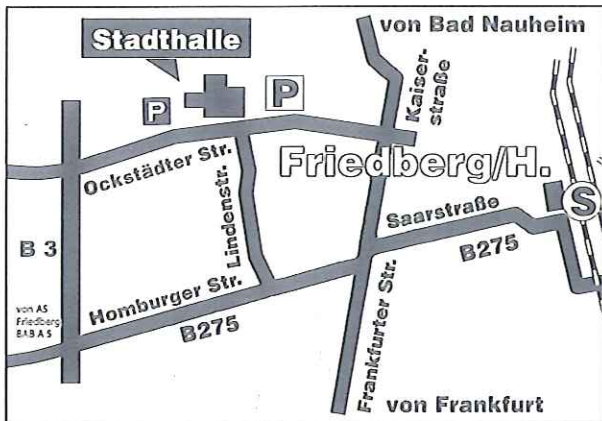 von Bad Nauheim
Stadthalle
P
P
Kaiser-
straße
Ockstädter Str.
Lindenstr.
Friedberg/H.
S
Saarstraße
B275
B 3
Homburger Str.
B275
von AS
Friedberg
BAB A 5
Frankfurter Str.
von Frankfurt